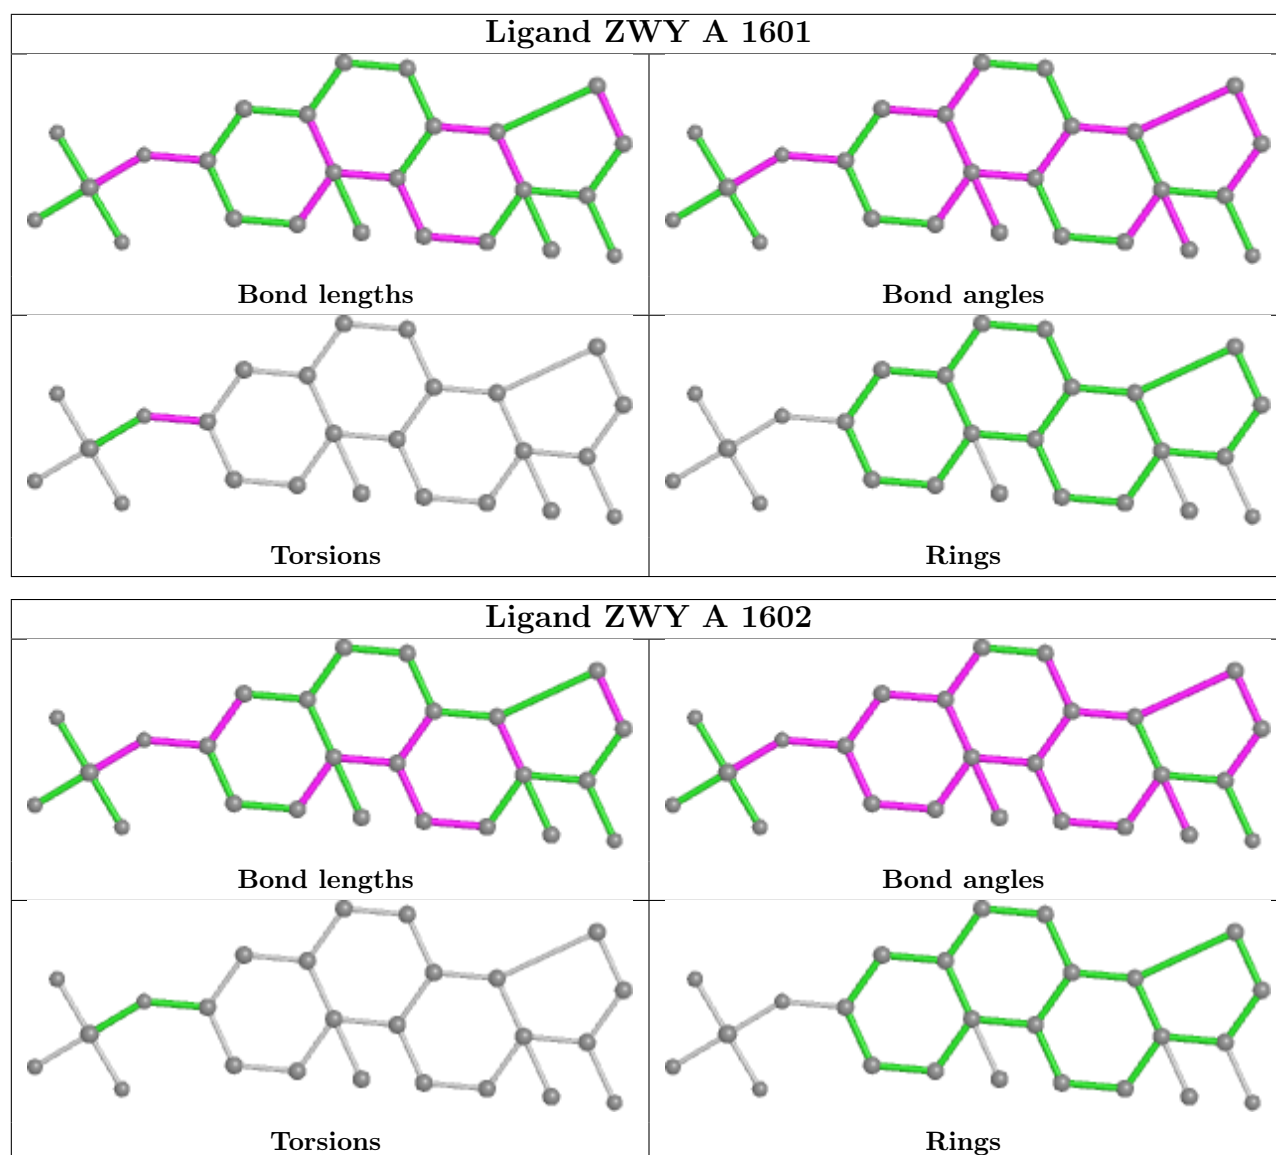 Ligand ZWY A 1601
Bond lengths
Bond angles
Torsions
Rings
Ligand ZWY A 1602
Bond lengths
Bond angles
Torsions
Rings